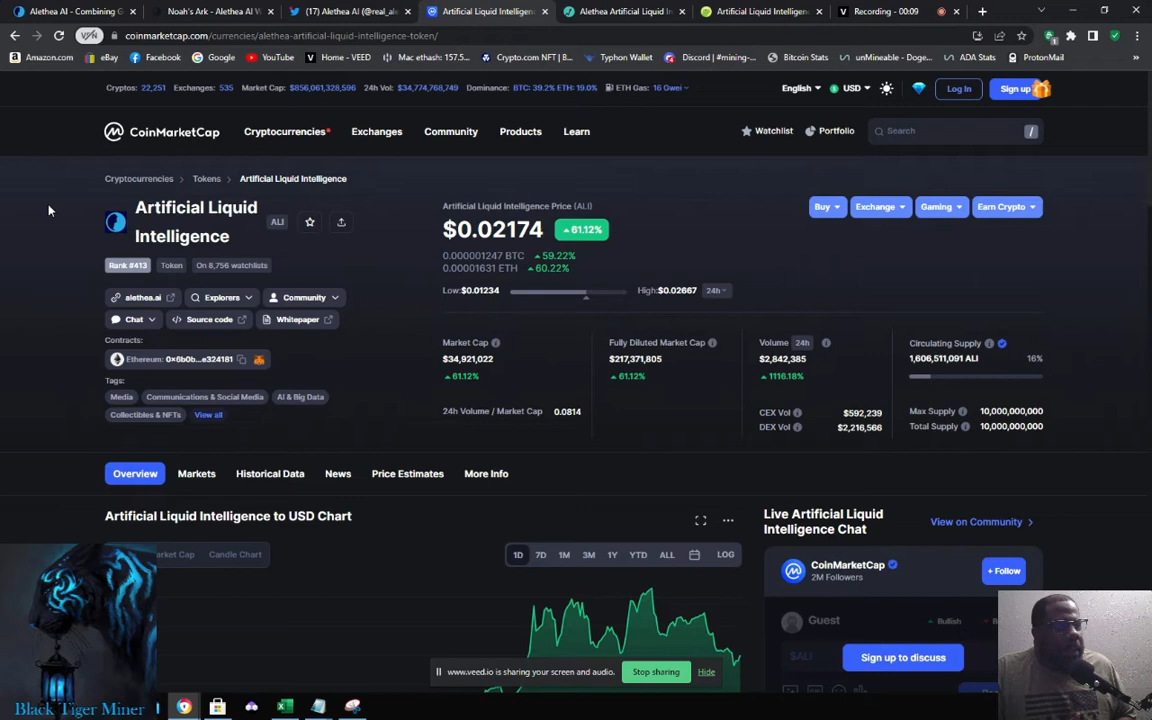 Alethea AI - Combining G
Noah's Ark - Alethea AI · W
(17) Alethea AI (@real_ale
Artificial Liquid Intelligenc
Alethea Artificial Liquid In
Artificial Liquid Intelligenc
Recording - 00:09
coinmarketcap.com/currencies/alethea-artificial-liquid-intelligence-token/
Amazon.com
eBay
Facebook
Google
YouTube
Home - VEED
Mac ethash: 157.5...
Crypto.com NFT | B...
Typhon Wallet
Discord | #mining-...
Bitcoin Stats
unMineable - Doge...
ADA Stats
ProtonMail
Cryptos: 22,251 Exchanges: 535 Market Cap: $856,061,328,596 24h Vol: $34,774,768,749 Dominance: BTC: 39.2% ETH: 19.0% ETH Gas: 16 Gwei
English
USD
Log In
Sign up
CoinMarketCap
Cryptocurrencies
Exchanges
Community
Products
Learn
Watchlist
Portfolio
Search
/
Cryptocurrencies > Tokens > Artificial Liquid Intelligence
Artificial Liquid
Intelligence
ALI
Rank #413
Token
On 8,756 watchlists
alethea.ai
Explorers
Community
Chat
Source code
Whitepaper
Contracts:
Ethereum: 0x6b0b...e324181
Tags:
Media
Communications & Social Media
AI & Big Data
Collectibles & NFTs
View all
Artificial Liquid Intelligence Price (ALI)
$0.02174
61.12%
0.000001247 BTC 59.22%
0.00001631 ETH 60.22%
Low:$0.01234
High:$0.02667
24h
Buy
Exchange
Gaming
Earn Crypto
Market Cap
$34,921,022
61.12%
24h Volume / Market Cap 0.0814
Fully Diluted Market Cap
$217,371,805
61.12%
Volume 24h
$2,842,385
1116.18%
CEX Vol $592,239
DEX Vol $2,216,566
Circulating Supply
1,606,511,091 ALI 16%
Max Supply 10,000,000,000
Total Supply 10,000,000,000
Overview
Markets
Historical Data
News
Price Estimates
More Info
Artificial Liquid Intelligence to USD Chart
Market Cap
Candle Chart
1D
7D
1M
3M
1Y
YTD
ALL
LOG
Live Artificial Liquid
Intelligence Chat
View on Community
CoinMarketCap
2M Followers
+ Follow
Guest
Bullish
$ALI
Sign up to discuss
www.veed.io is sharing your screen and audio.
Stop sharing
Hide
Black Tiger Miner